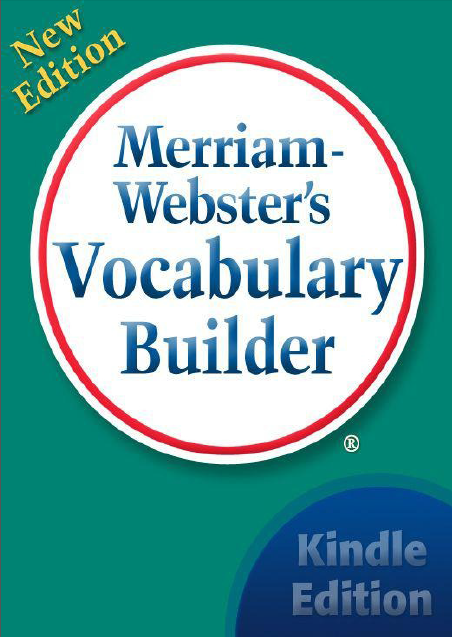 New
Edition
Merriam-
Webster's
Vocabulary
Builder
®
Kindle
Edition